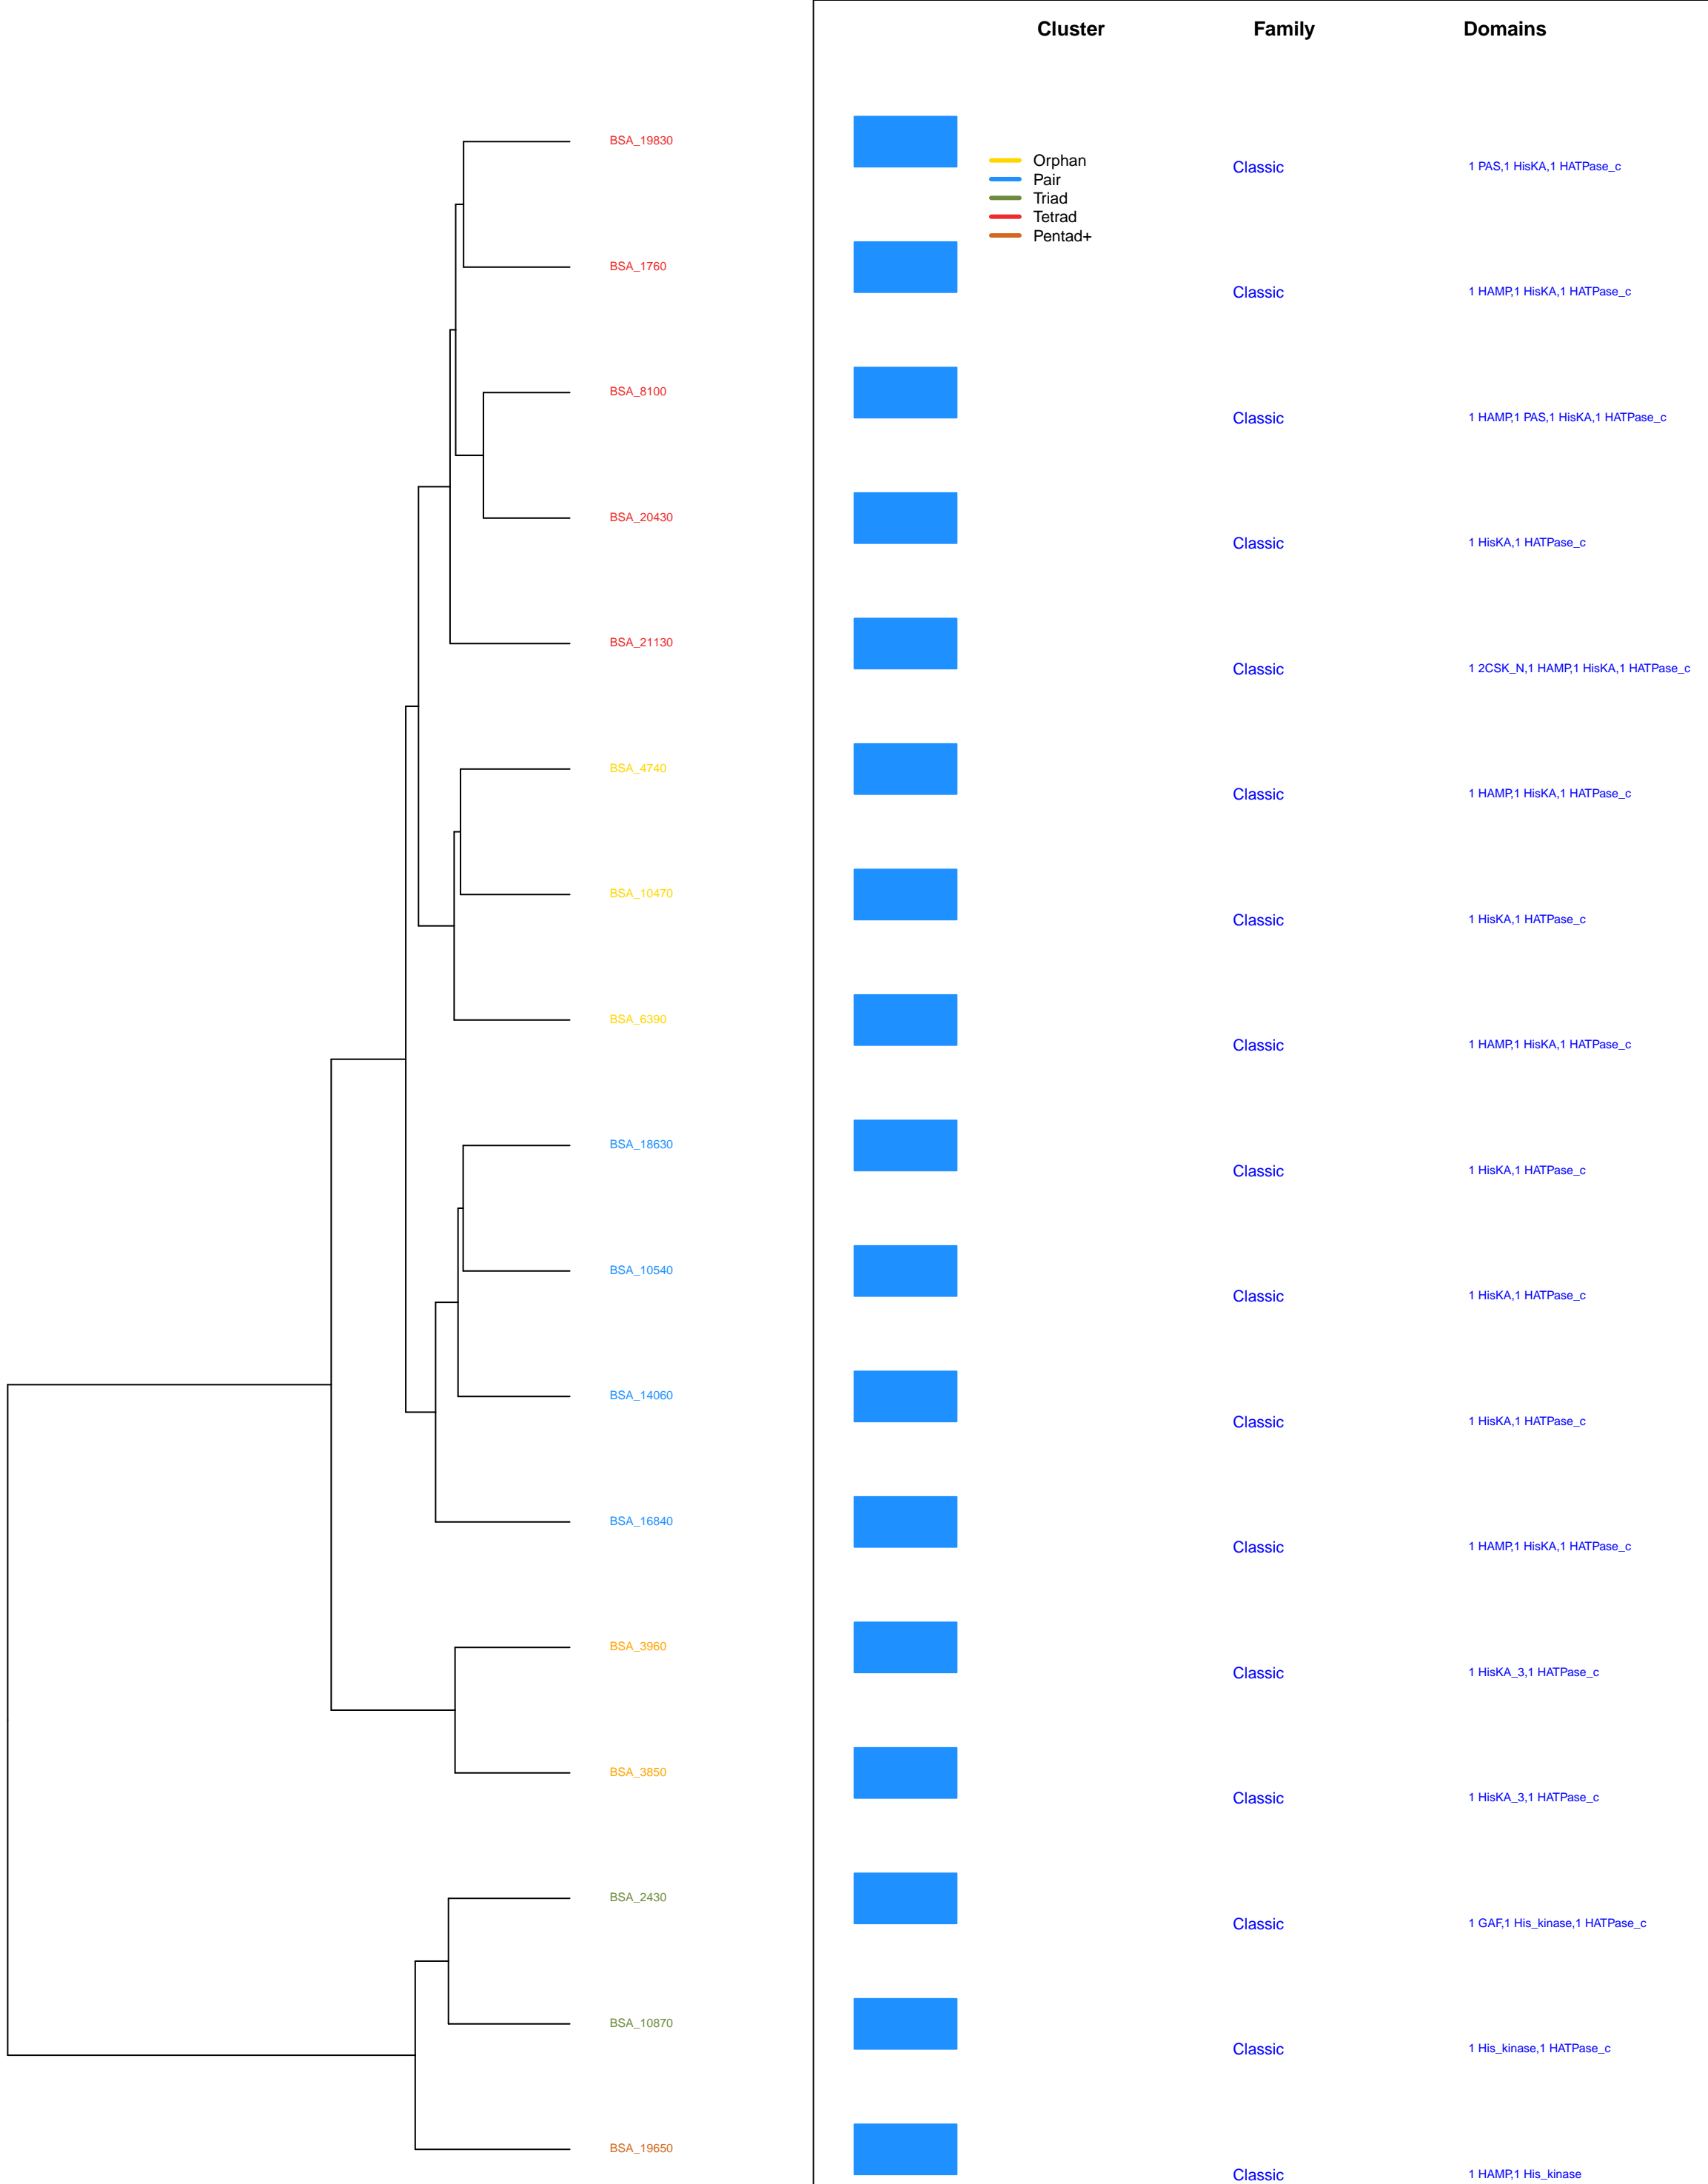 Cluster Family Domains
BSA_19830
Orphan
Classic 1 PAS,1 HisKA,1 HATPase_c
Pair
Triad
Tetrad
Pentad+
BSA_1760
Classic 1 HAMP,1 HisKA,1 HATPase_c
BSA_8100
Classic 1 HAMP,1 PAS,1 HisKA,1 HATPase_c
BSA_20430
Classic 1 HisKA,1 HATPase_c
BSA_21130
Classic 1 2CSK_N,1 HAMP,1 HisKA,1 HATPase_c
BSA_4740
Classic 1 HAMP,1 HisKA,1 HATPase_c
BSA_10470
Classic 1 HisKA,1 HATPase_c
BSA_6390
Classic 1 HAMP,1 HisKA,1 HATPase_c
BSA_18630
Classic 1 HisKA,1 HATPase_c
BSA_10540
Classic 1 HisKA,1 HATPase_c
BSA_14060
Classic 1 HisKA,1 HATPase_c
BSA_16840
Classic 1 HAMP,1 HisKA,1 HATPase_c
BSA_3960
Classic 1 HisKA_3,1 HATPase_c
BSA_3850
Classic 1 HisKA_3,1 HATPase_c
BSA_2430
Classic 1 GAF,1 His_kinase,1 HATPase_c
BSA_10870
Classic 1 His_kinase,1 HATPase_c
BSA_19650
Classic 1 HAMP,1 His_kinase